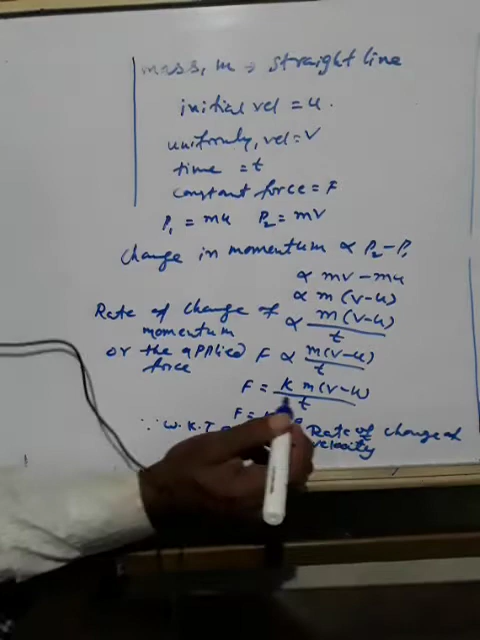 mass, m → straight line
initial vel = u.
uniformly, vel = v
time = t
constant force = F
P₁ = mu P₂ = mv
Change in momentum ∝ P₂ - P₁
∝ mv - mu
∝ m (v-u)
Rate of change of momentum ∝ m(v-u)/t
or the applied force F ∝ m(v-u)/t
F = k m(v-u)/t
F =
∵ W.K.T Rate of change of
velocity